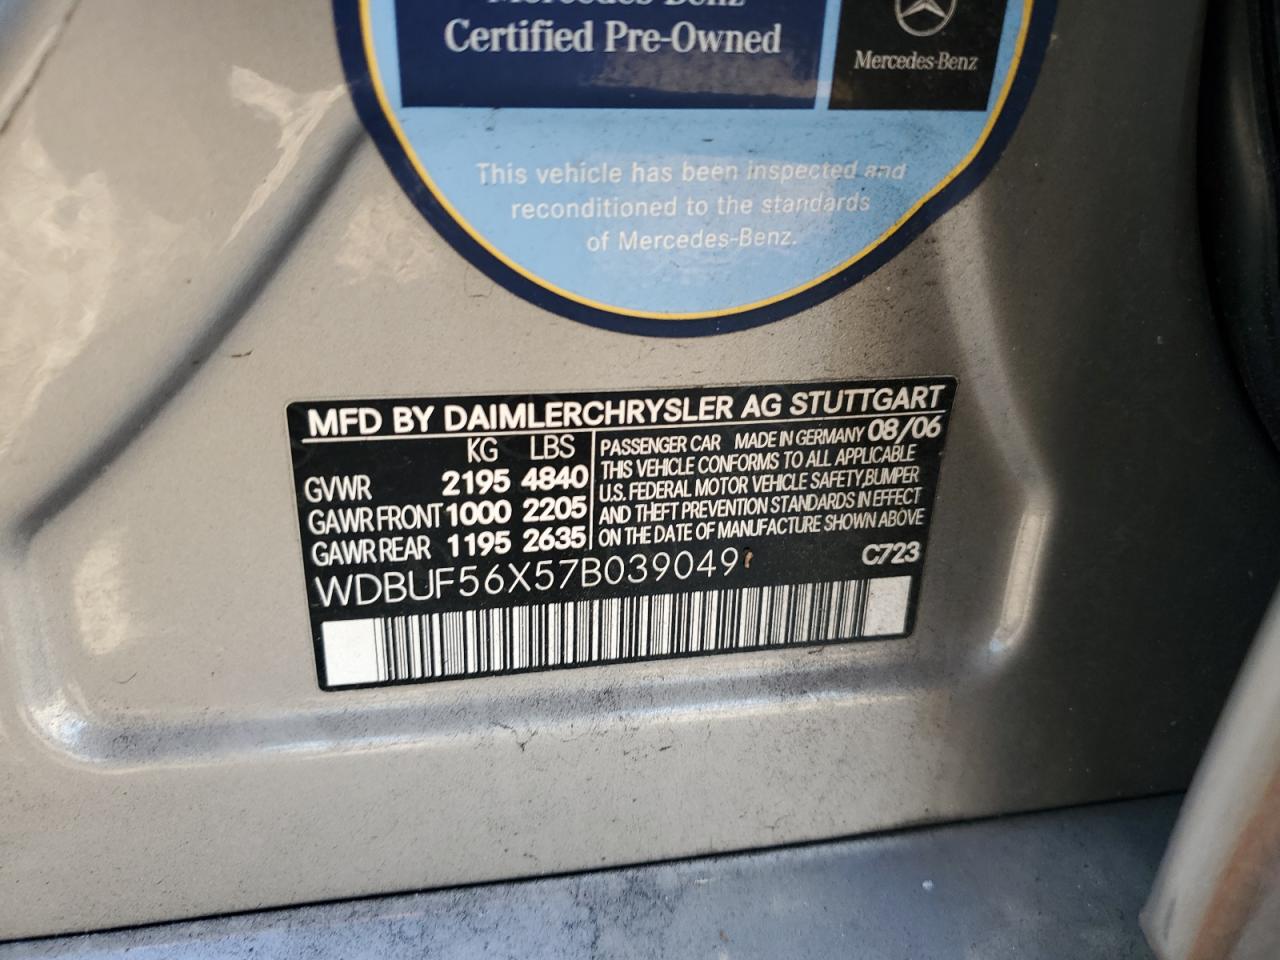 Mercedes-Benz
Certified Pre-Owned
Mercedes-Benz
This vehicle has been inspected and
reconditioned to the standards
of Mercedes-Benz.
MFD BY DAIMLERCHRYSLER AG STUTTGART
KG LBS
GVWR 2195 4840
GAWR FRONT 1000 2205
GAWR REAR 1195 2635
PASSENGER CAR MADE IN GERMANY 08/06
THIS VEHICLE CONFORMS TO ALL APPLICABLE
U.S. FEDERAL MOTOR VEHICLE SAFETY,BUMPER
AND THEFT PREVENTION STANDARDS IN EFFECT
ON THE DATE OF MANUFACTURE SHOWN ABOVE
WDBUF56X57B039049 C723